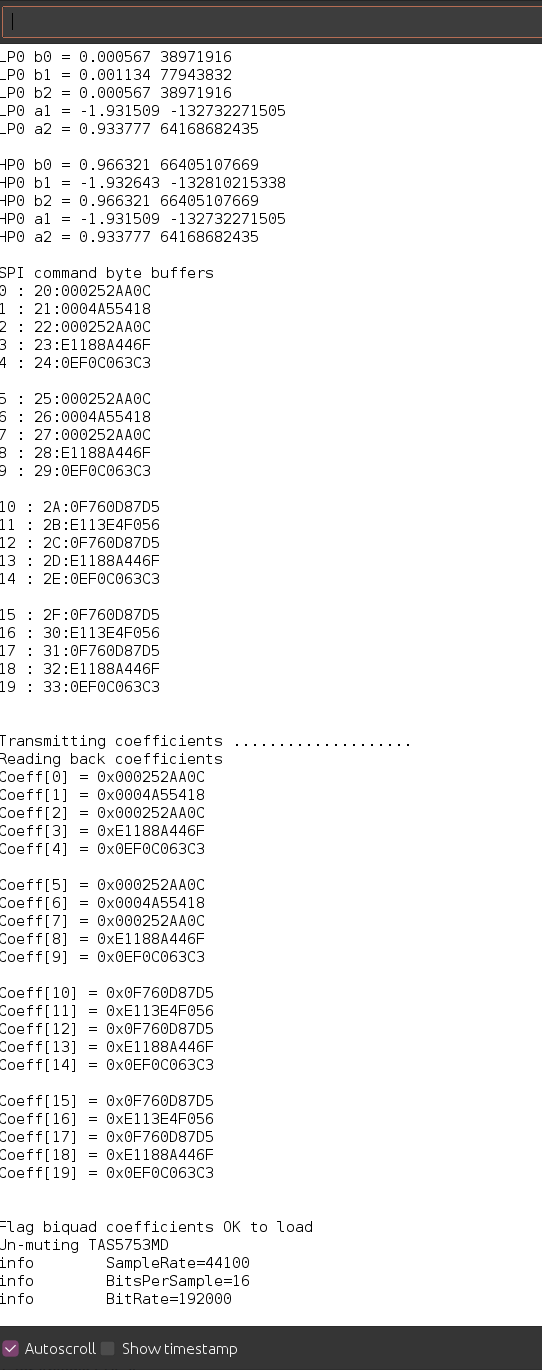 LP0 b0 = 0.000567 38971916
LP0 b1 = 0.001134 77943832
LP0 b2 = 0.000567 38971916
LP0 a1 = -1.931509 -132732271505
LP0 a2 = 0.933777 64168682435
HP0 b0 = 0.966321 66405107669
HP0 b1 = -1.932643 -132810215338
HP0 b2 = 0.966321 66405107669
HP0 a1 = -1.931509 -132732271505
HP0 a2 = 0.933777 64168682435
SPI command byte buffers
0 : 20:000252AA0C
1 : 21:0004A55418
2 : 22:000252AA0C
3 : 23:E1188A446F
4 : 24:0EF0C063C3
5 : 25:000252AA0C
6 : 26:0004A55418
7 : 27:000252AA0C
8 : 28:E1188A446F
9 : 29:0EF0C063C3
10 : 2A:0F760D87D5
11 : 2B:E113E4F056
12 : 2C:0F760D87D5
13 : 2D:E1188A446F
14 : 2E:0EF0C063C3
15 : 2F:0F760D87D5
16 : 30:E113E4F056
17 : 31:0F760D87D5
18 : 32:E1188A446F
19 : 33:0EF0C063C3
Transmitting coefficients ....................
Reading back coefficients
Coeff[0] = 0x000252AA0C
Coeff[1] = 0x0004A55418
Coeff[2] = 0x000252AA0C
Coeff[3] = 0xE1188A446F
Coeff[4] = 0x0EF0C063C3
Coeff[5] = 0x000252AA0C
Coeff[6] = 0x0004A55418
Coeff[7] = 0x000252AA0C
Coeff[8] = 0xE1188A446F
Coeff[9] = 0x0EF0C063C3
Coeff[10] = 0x0F760D87D5
Coeff[11] = 0xE113E4F056
Coeff[12] = 0x0F760D87D5
Coeff[13] = 0xE1188A446F
Coeff[14] = 0x0EF0C063C3
Coeff[15] = 0x0F760D87D5
Coeff[16] = 0xE113E4F056
Coeff[17] = 0x0F760D87D5
Coeff[18] = 0xE1188A446F
Coeff[19] = 0x0EF0C063C3
Flag biquad coefficients OK to load
Un-muting TAS5753MD
info SampleRate=44100
info BitsPerSample=16
info BitRate=192000
Autoscroll Show timestamp